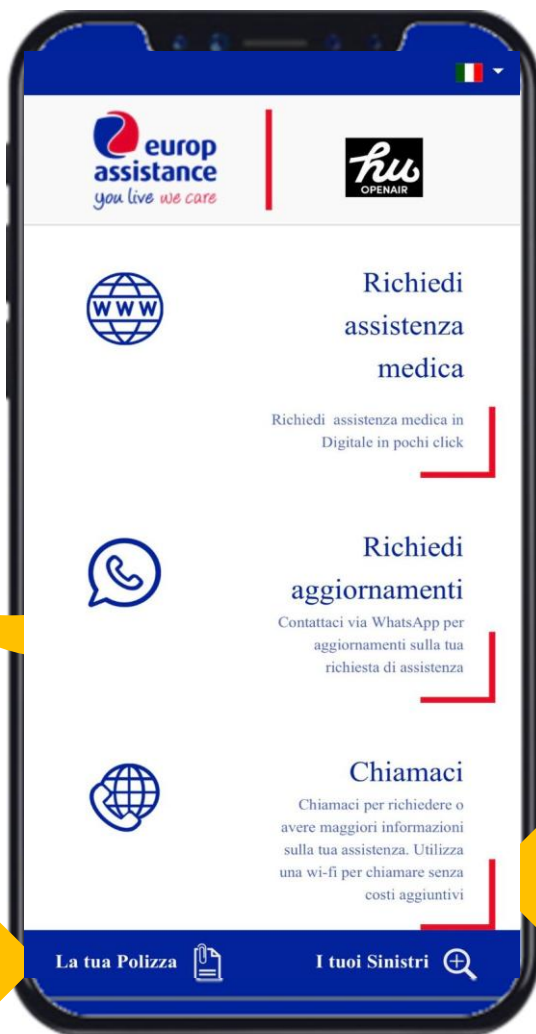 europ
assistance
you live we care
hu
OPENAIR
WWW
Richiedi
assistenza
medica
Richiedi assistenza medica in
Digitale in pochi click
Richiedi
aggiornamenti
Contattaci via WhatsApp per
aggiornamenti sulla tua
richiesta di assistenza
Chiamaci
Chiamaci per richiedere o
avere maggiori informazioni
sulla tua assistenza. Utilizza
una wi-fi per chiamare senza
costi aggiuntivi
La tua Polizza I tuoi Sinistri